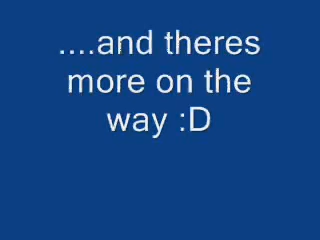 ....and theres
more on the
way :D